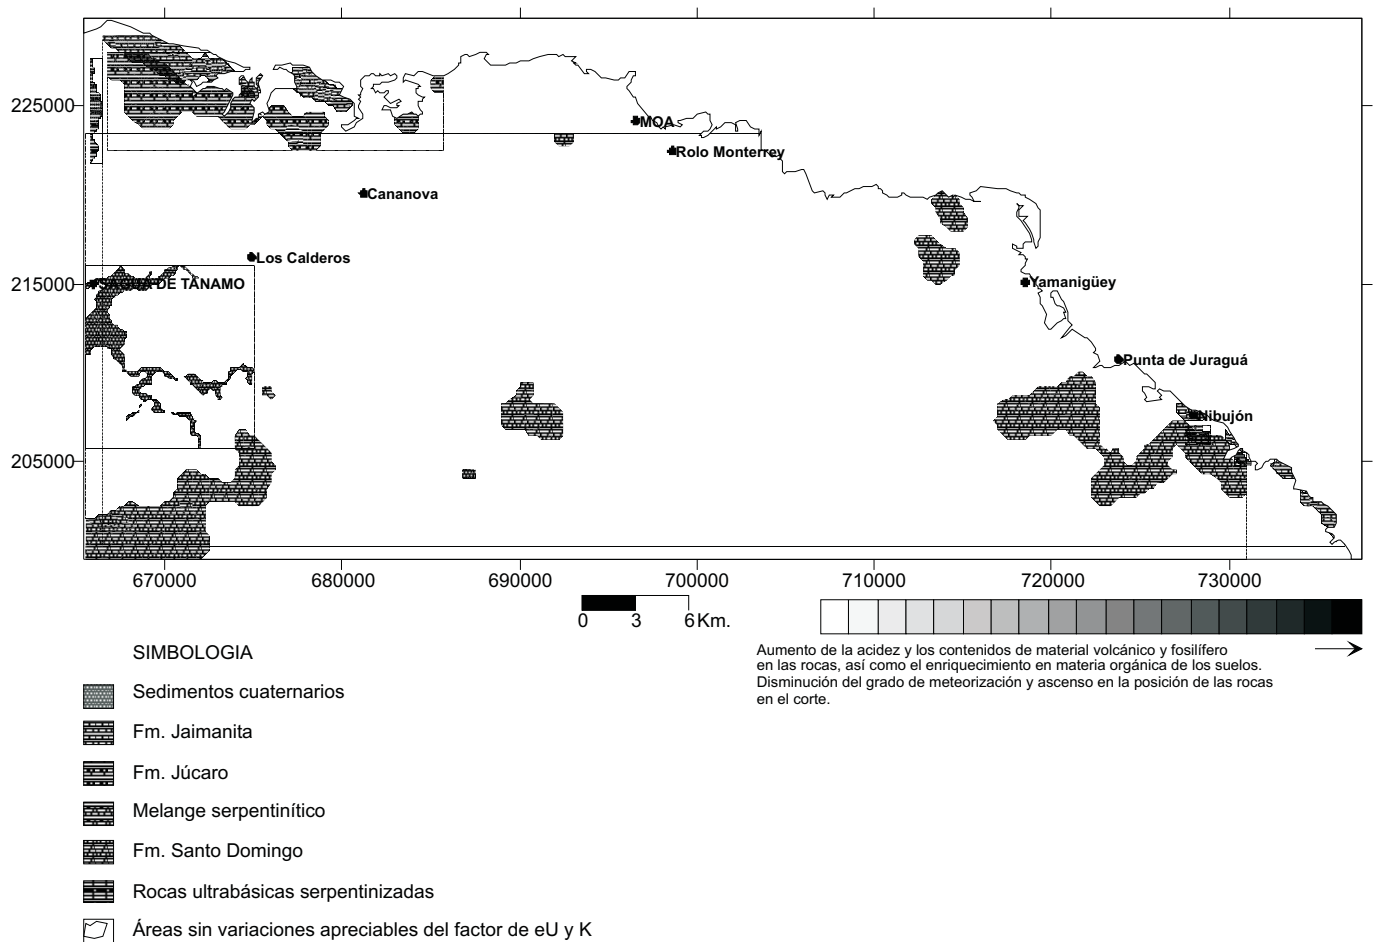 225000
215000
205000
MOA
Rolo Monterrey
Cananova
Los Calderos
SAGUA DE TÁNAMO
Yamanigüey
Punta de Juraguá
Nibujón
670000 680000 690000 700000 710000 720000 730000
0 3 6 Km.
Aumento de la acidez y los contenidos de material volcánico y fosilífero
en las rocas, así como el enriquecimiento en materia orgánica de los suelos.
Disminución del grado de meteorización y ascenso en la posición de las rocas
en el corte.
SIMBOLOGIA
Sedimentos cuaternarios
Fm. Jaimanita
Fm. Júcaro
Melange serpentinítico
Fm. Santo Domingo
Rocas ultrabásicas serpentinizadas
Áreas sin variaciones apreciables del factor de eU y K